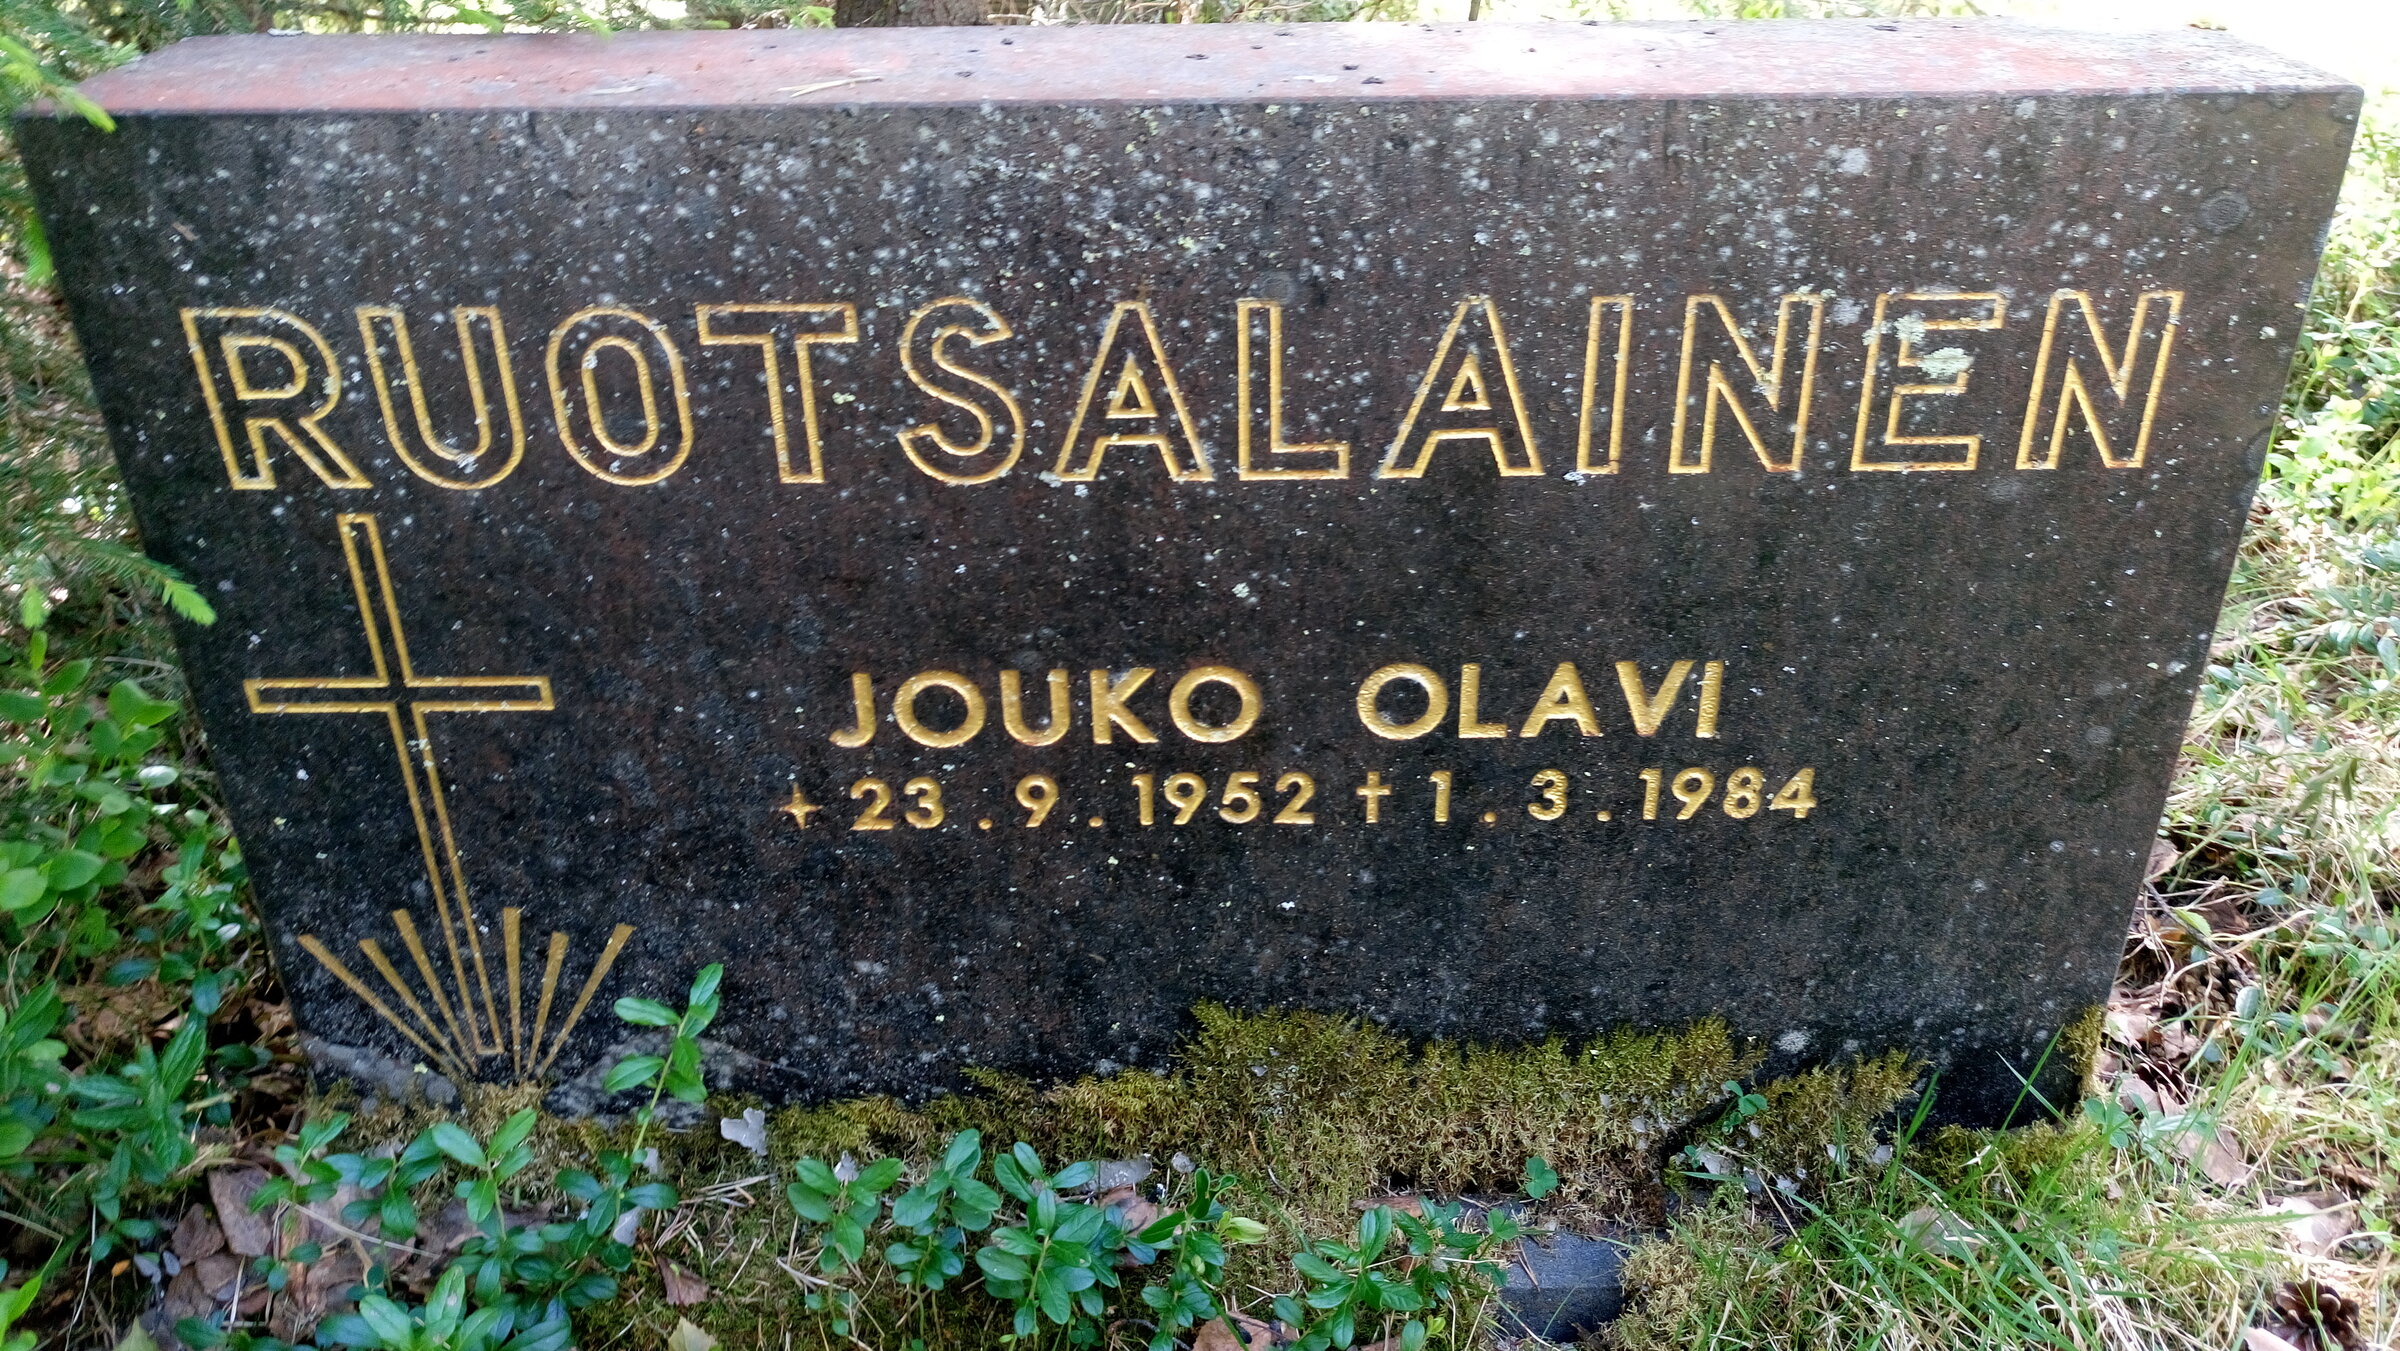 RUOTSALAINEN
JOUKO OLAVI
✦ 23.9.1952 † 1.3.1984